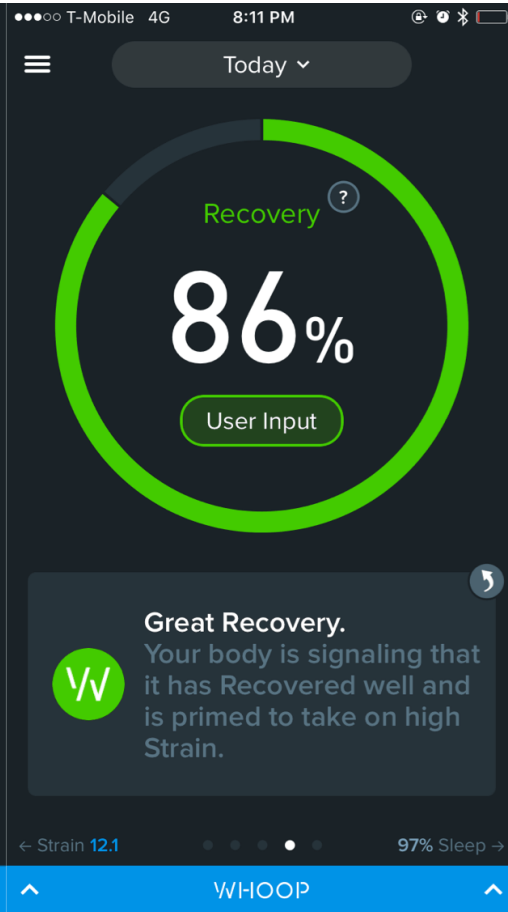 T-Mobile 4G 8:11 PM
Today
Recovery ?
86%
User Input
Great Recovery.
Your body is signaling that
it has Recovered well and
is primed to take on high
Strain.
← Strain 12.1 97% Sleep →
WHOOP